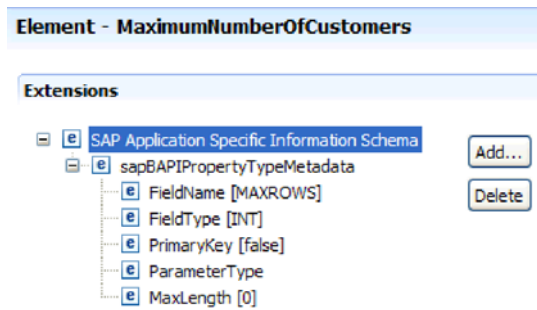 Element - MaximumNumberOfCustomers
Extensions
e SAP Application Specific Information Schema
Add...
e sapBAPIPropertyTypeMetadata
e FieldName [MAXROWS]
Delete
e FieldType [INT]
e PrimaryKey [false]
e ParameterType
e MaxLength [0]